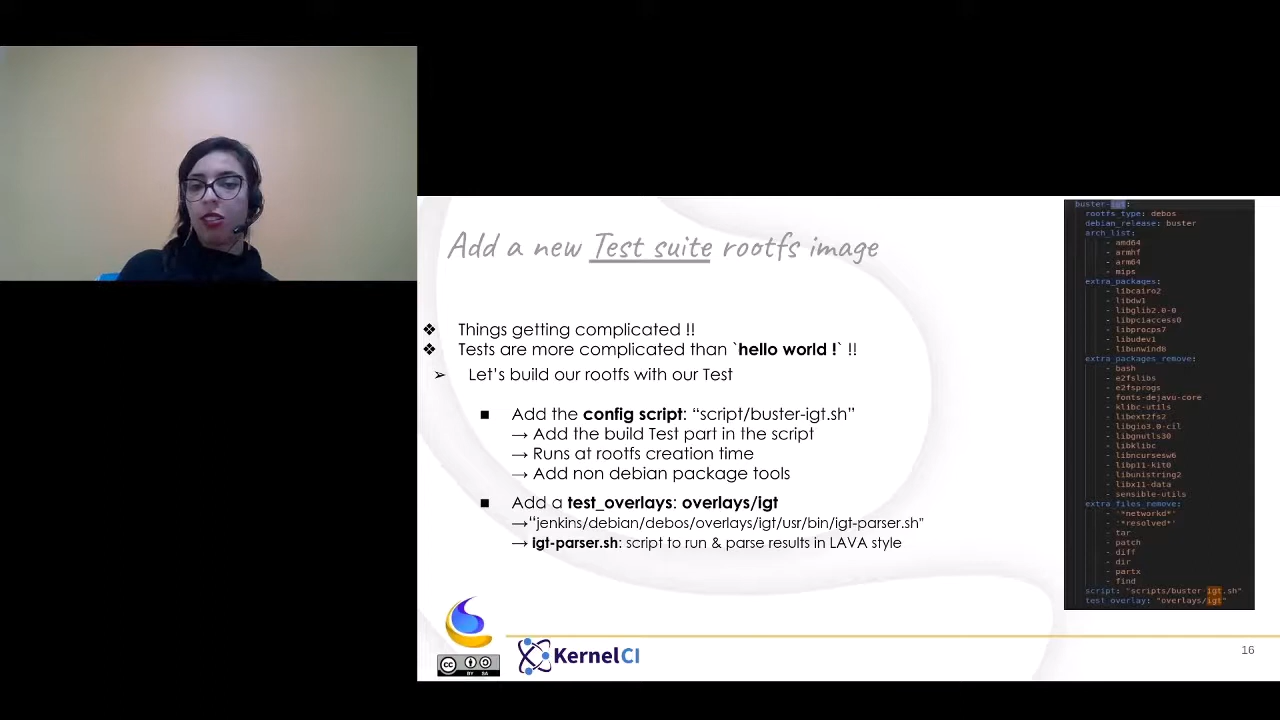 Add a new Test suite rootfs image
❖ Things getting complicated !!
❖ Tests are more complicated than `hello world !` !!
➢ Let's build our rootfs with our Test
■ Add the config script: “script/buster-igt.sh”
→ Add the build Test part in the script
→ Runs at rootfs creation time
→ Add non debian package tools
■ Add a test_overlays: overlays/igt
→“jenkins/debian/debos/overlays/igt/usr/bin/igt-parser.sh”
→ igt-parser.sh: script to run & parse results in LAVA style
buster-igt:
rootfs_type: debos
debian_release: buster
arch_list:
- amd64
- armhf
- arm64
- mips
extra_packages:
- libcairo2
- libdw1
- libglib2.0-0
- libpciaccess0
- libprocps7
- libudev1
- libunwind8
extra_packages_remove:
- bash
- e2fslibs
- e2fsprogs
- fonts-dejavu-core
- klibc-utils
- libext2fs2
- libgio3.0-cil
- libgnutls30
- libklibc
- libncursesw6
- libp11-kit0
- libunistring2
- libx11-data
- sensible-utils
extra_files_remove:
- '*networkd*'
- '*resolved*'
- tar
- patch
- diff
- dir
- partx
- find
script: "scripts/buster-igt.sh"
test_overlay: "overlays/igt"
cc BY SA
KernelCI
16